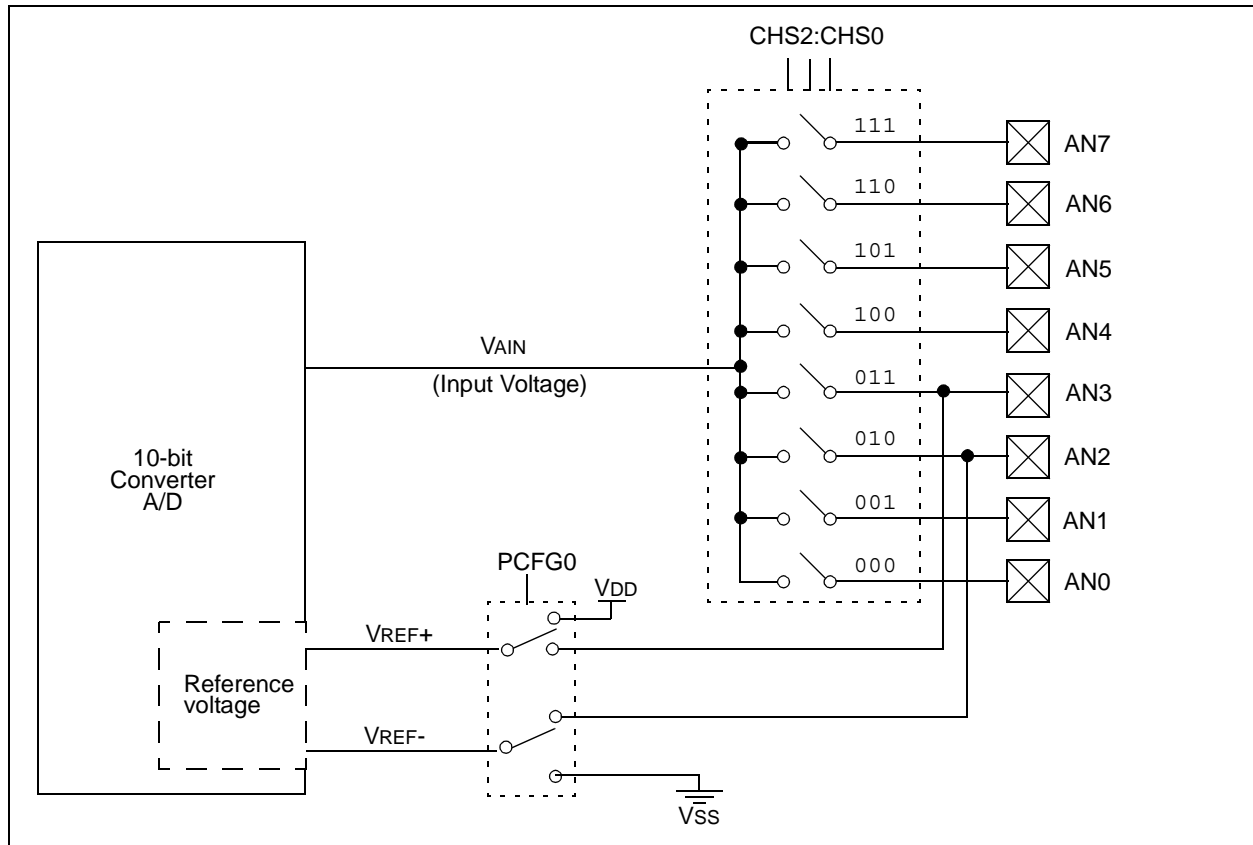 CHS2:CHS0
111 AN7
110 AN6
101 AN5
100 AN4
VAIN
(Input Voltage)
011 AN3
010 AN2
10-bit
Converter
A/D
001 AN1
PCFG0
000 AN0
VDD
VREF+
Reference
voltage
VREF-
VSS